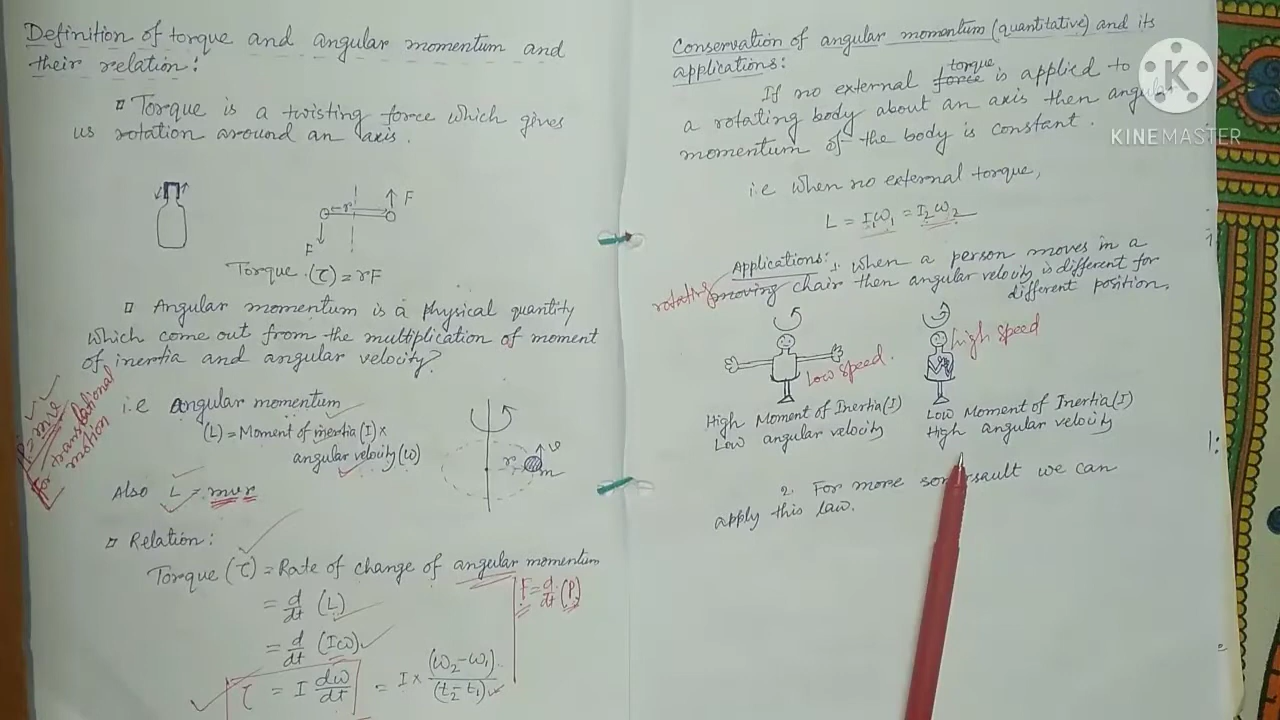 Definition of torque and angular momentum and
their relation:
Torque is a twisting force which gives
us rotation around an axis.
r
F
F
Torque (τ) = rF
Angular momentum is a physical quantity
which come out from the multiplication of moment
of inertia and angular velocity?
i.e angular momentum
(L) = Moment of inertia (I) ×
angular velocity (ω)
Also L = mvr
P = mv
For translational
motion
r
v
m
Relation:
Torque (τ) = Rate of change of angular momentum
= d/dt (L)
= d/dt (Iω)
τ = I dω/dt = I × (ω2-ω1)/(t2-t1)
F = d/dt (P)
Conservation of angular momentum (quantitative) and its
applications:
If no external force torque is applied to
a rotating body about an axis then angular
momentum of the body is constant.
i.e when no external torque,
L = I1ω1 = I2ω2
Applications: 1. When a person moves in a
rotating moving chair then angular velocity is different for
different position.
Low speed.
high speed
High Moment of Inertia (I)
Low angular velocity
Low Moment of Inertia (I)
High angular velocity
2. For more somersault we can
apply this law.
K
KINEMASTER